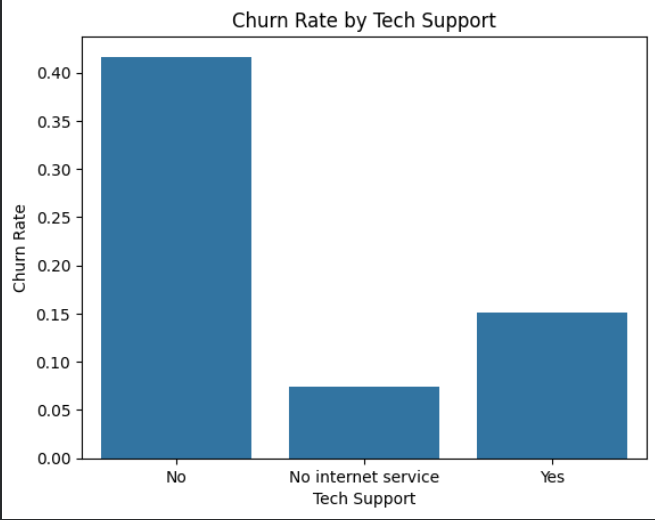 Churn Rate by Tech Support
Churn Rate
0.40
0.35
0.30
0.25
0.20
0.15
0.10
0.05
0.00
No
No internet service
Yes
Tech Support